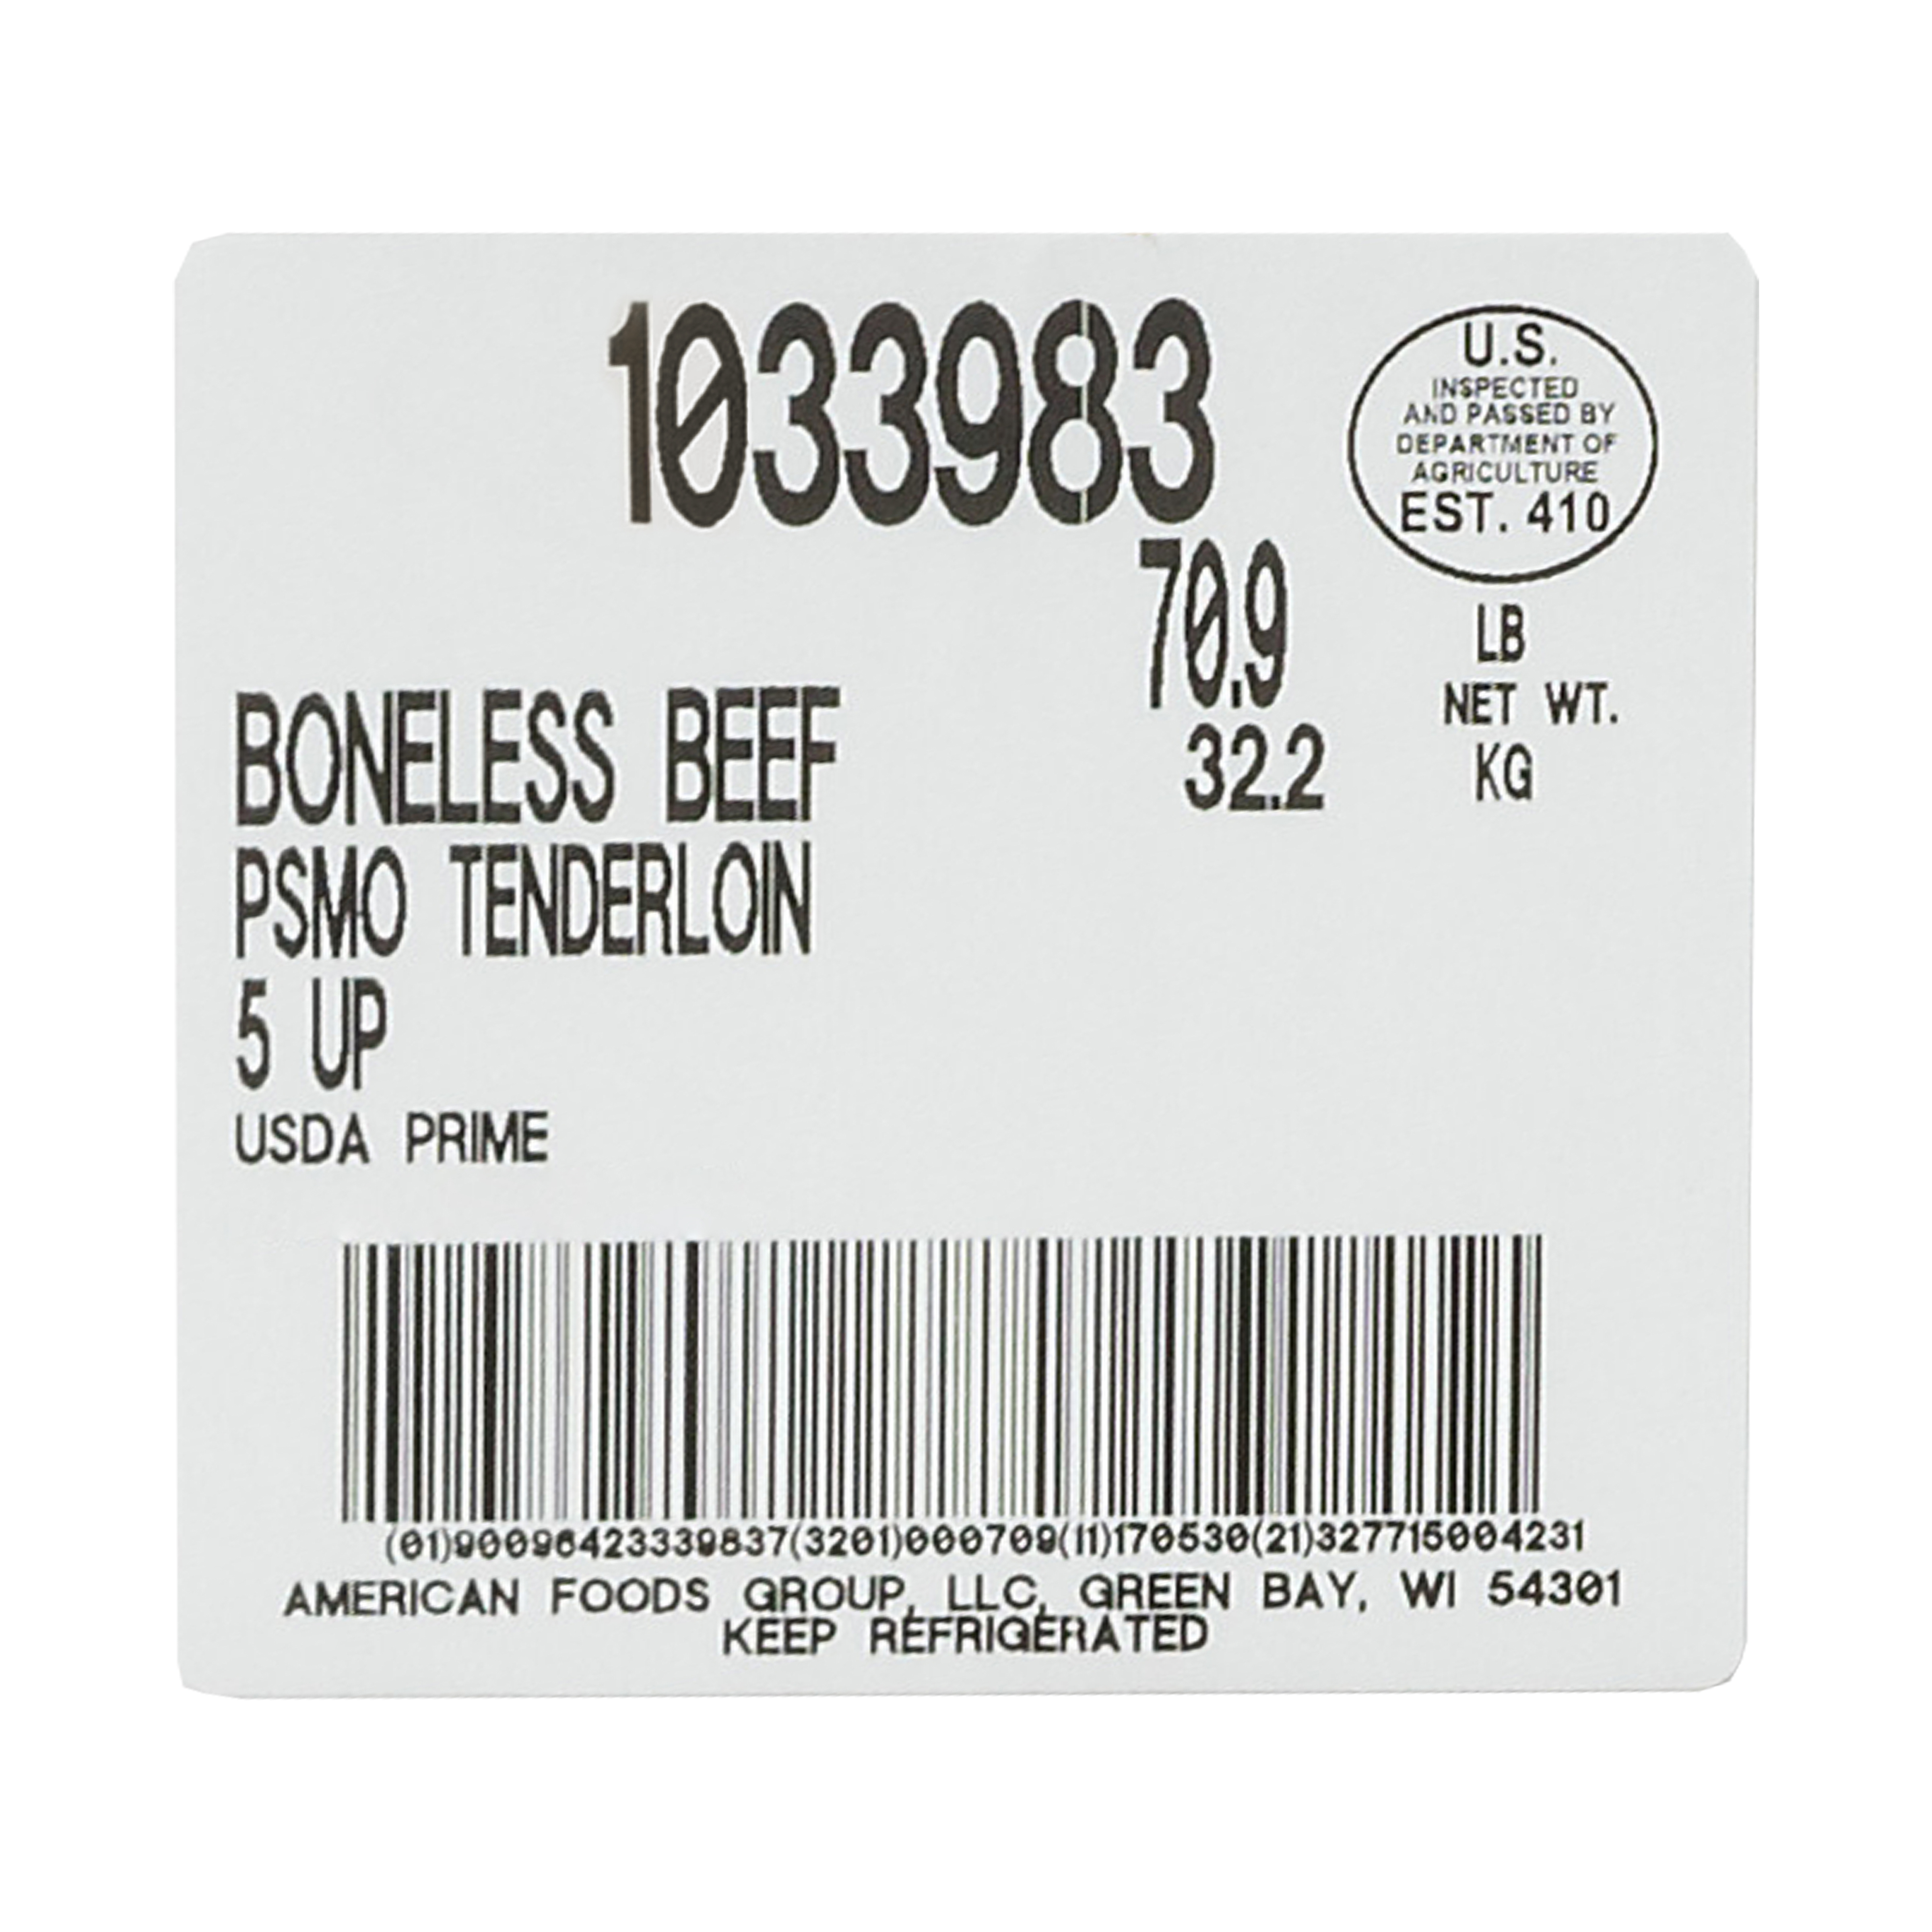 1033983
U.S.
INSPECTED
AND PASSED BY
DEPARTMENT OF
AGRICULTURE
EST. 410
70.9 LB
NET WT.
32.2 KG
BONELESS BEEF
PSMO TENDERLOIN
5 UP
USDA PRIME
(01)90096423339837(3201)000709(11)170530(21)327715004231
AMERICAN FOODS GROUP, LLC, GREEN BAY, WI 54301
KEEP REFRIGERATED